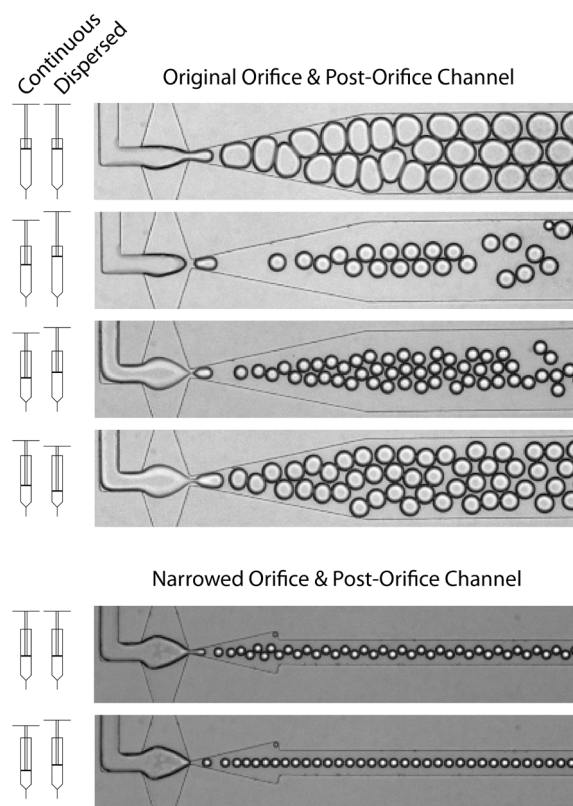 Continuous
Dispersed
Original Orifice & Post-Orifice Channel
Narrowed Orifice & Post-Orifice Channel